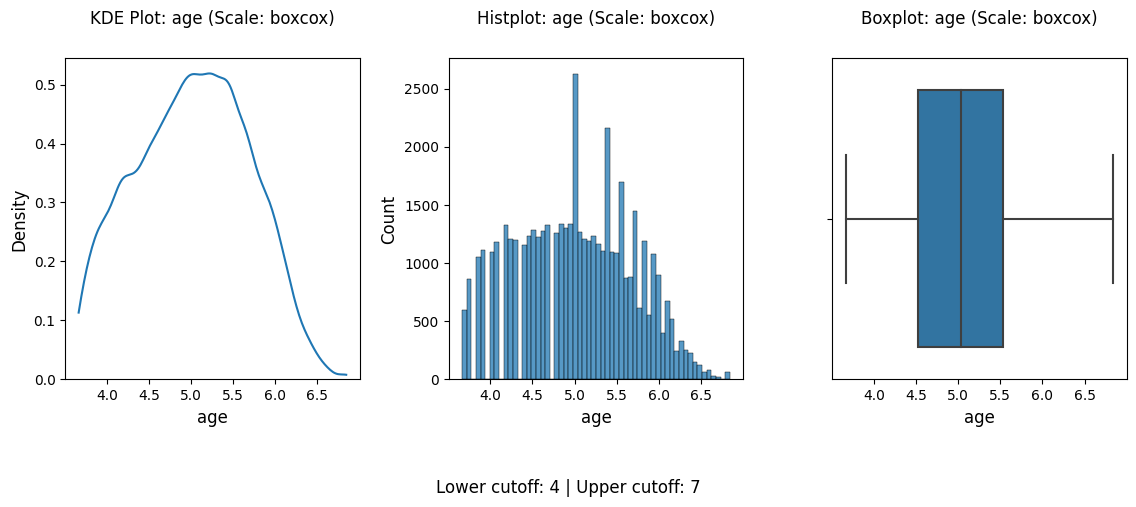 KDE Plot: age (Scale: boxcox)
0.5
0.4
0.3
0.2
0.1
0.0
Density
4.0 4.5 5.0 5.5 6.0 6.5
age
Histplot: age (Scale: boxcox)
2500
2000
1500
1000
500
0
Count
4.0 4.5 5.0 5.5 6.0 6.5
age
Boxplot: age (Scale: boxcox)
4.0 4.5 5.0 5.5 6.0 6.5
age
Lower cutoff: 4 | Upper cutoff: 7